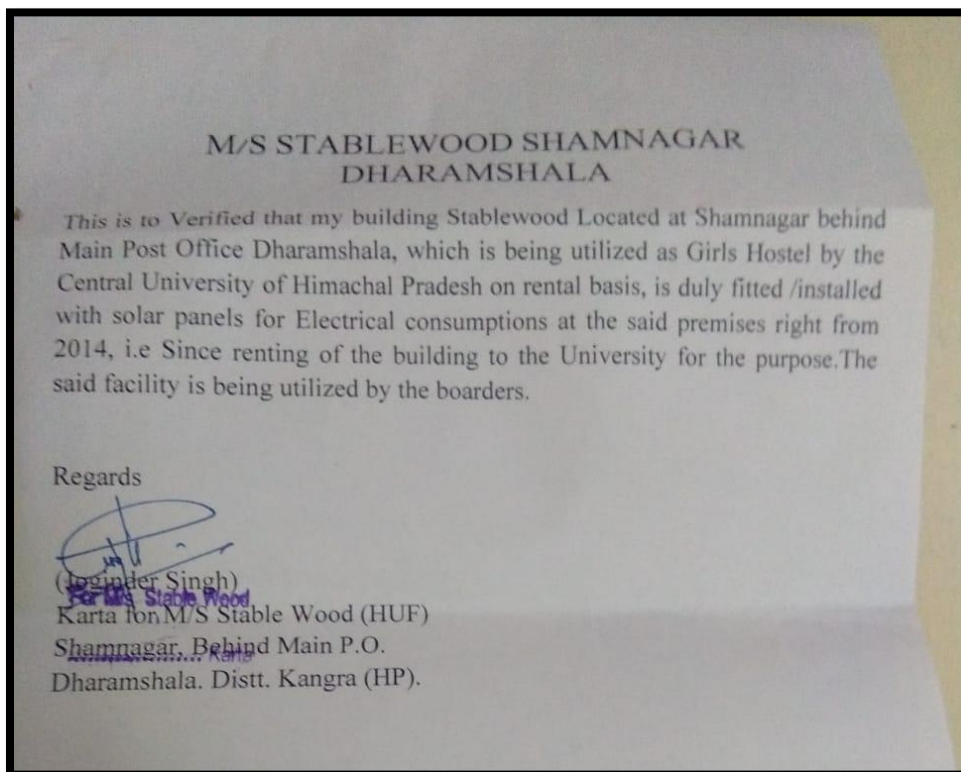 M/S STABLEWOOD SHAMNAGAR
DHARAMSHALA
This is to Verified that my building Stablewood Located at Shamnagar behind
Main Post Office Dharamshala, which is being utilized as Girls Hostel by the
Central University of Himachal Pradesh on rental basis, is duly fitted /installed
with solar panels for Electrical consumptions at the said premises right from
2014, i.e Since renting of the building to the University for the purpose.The
said facility is being utilized by the boarders.
Regards
(Joginder Singh)
For M/s. Stable Wood
Karta for M/S Stable Wood (HUF)
Shamnagar, Behind Main P.O.
Karta
Dharamshala. Distt. Kangra (HP).